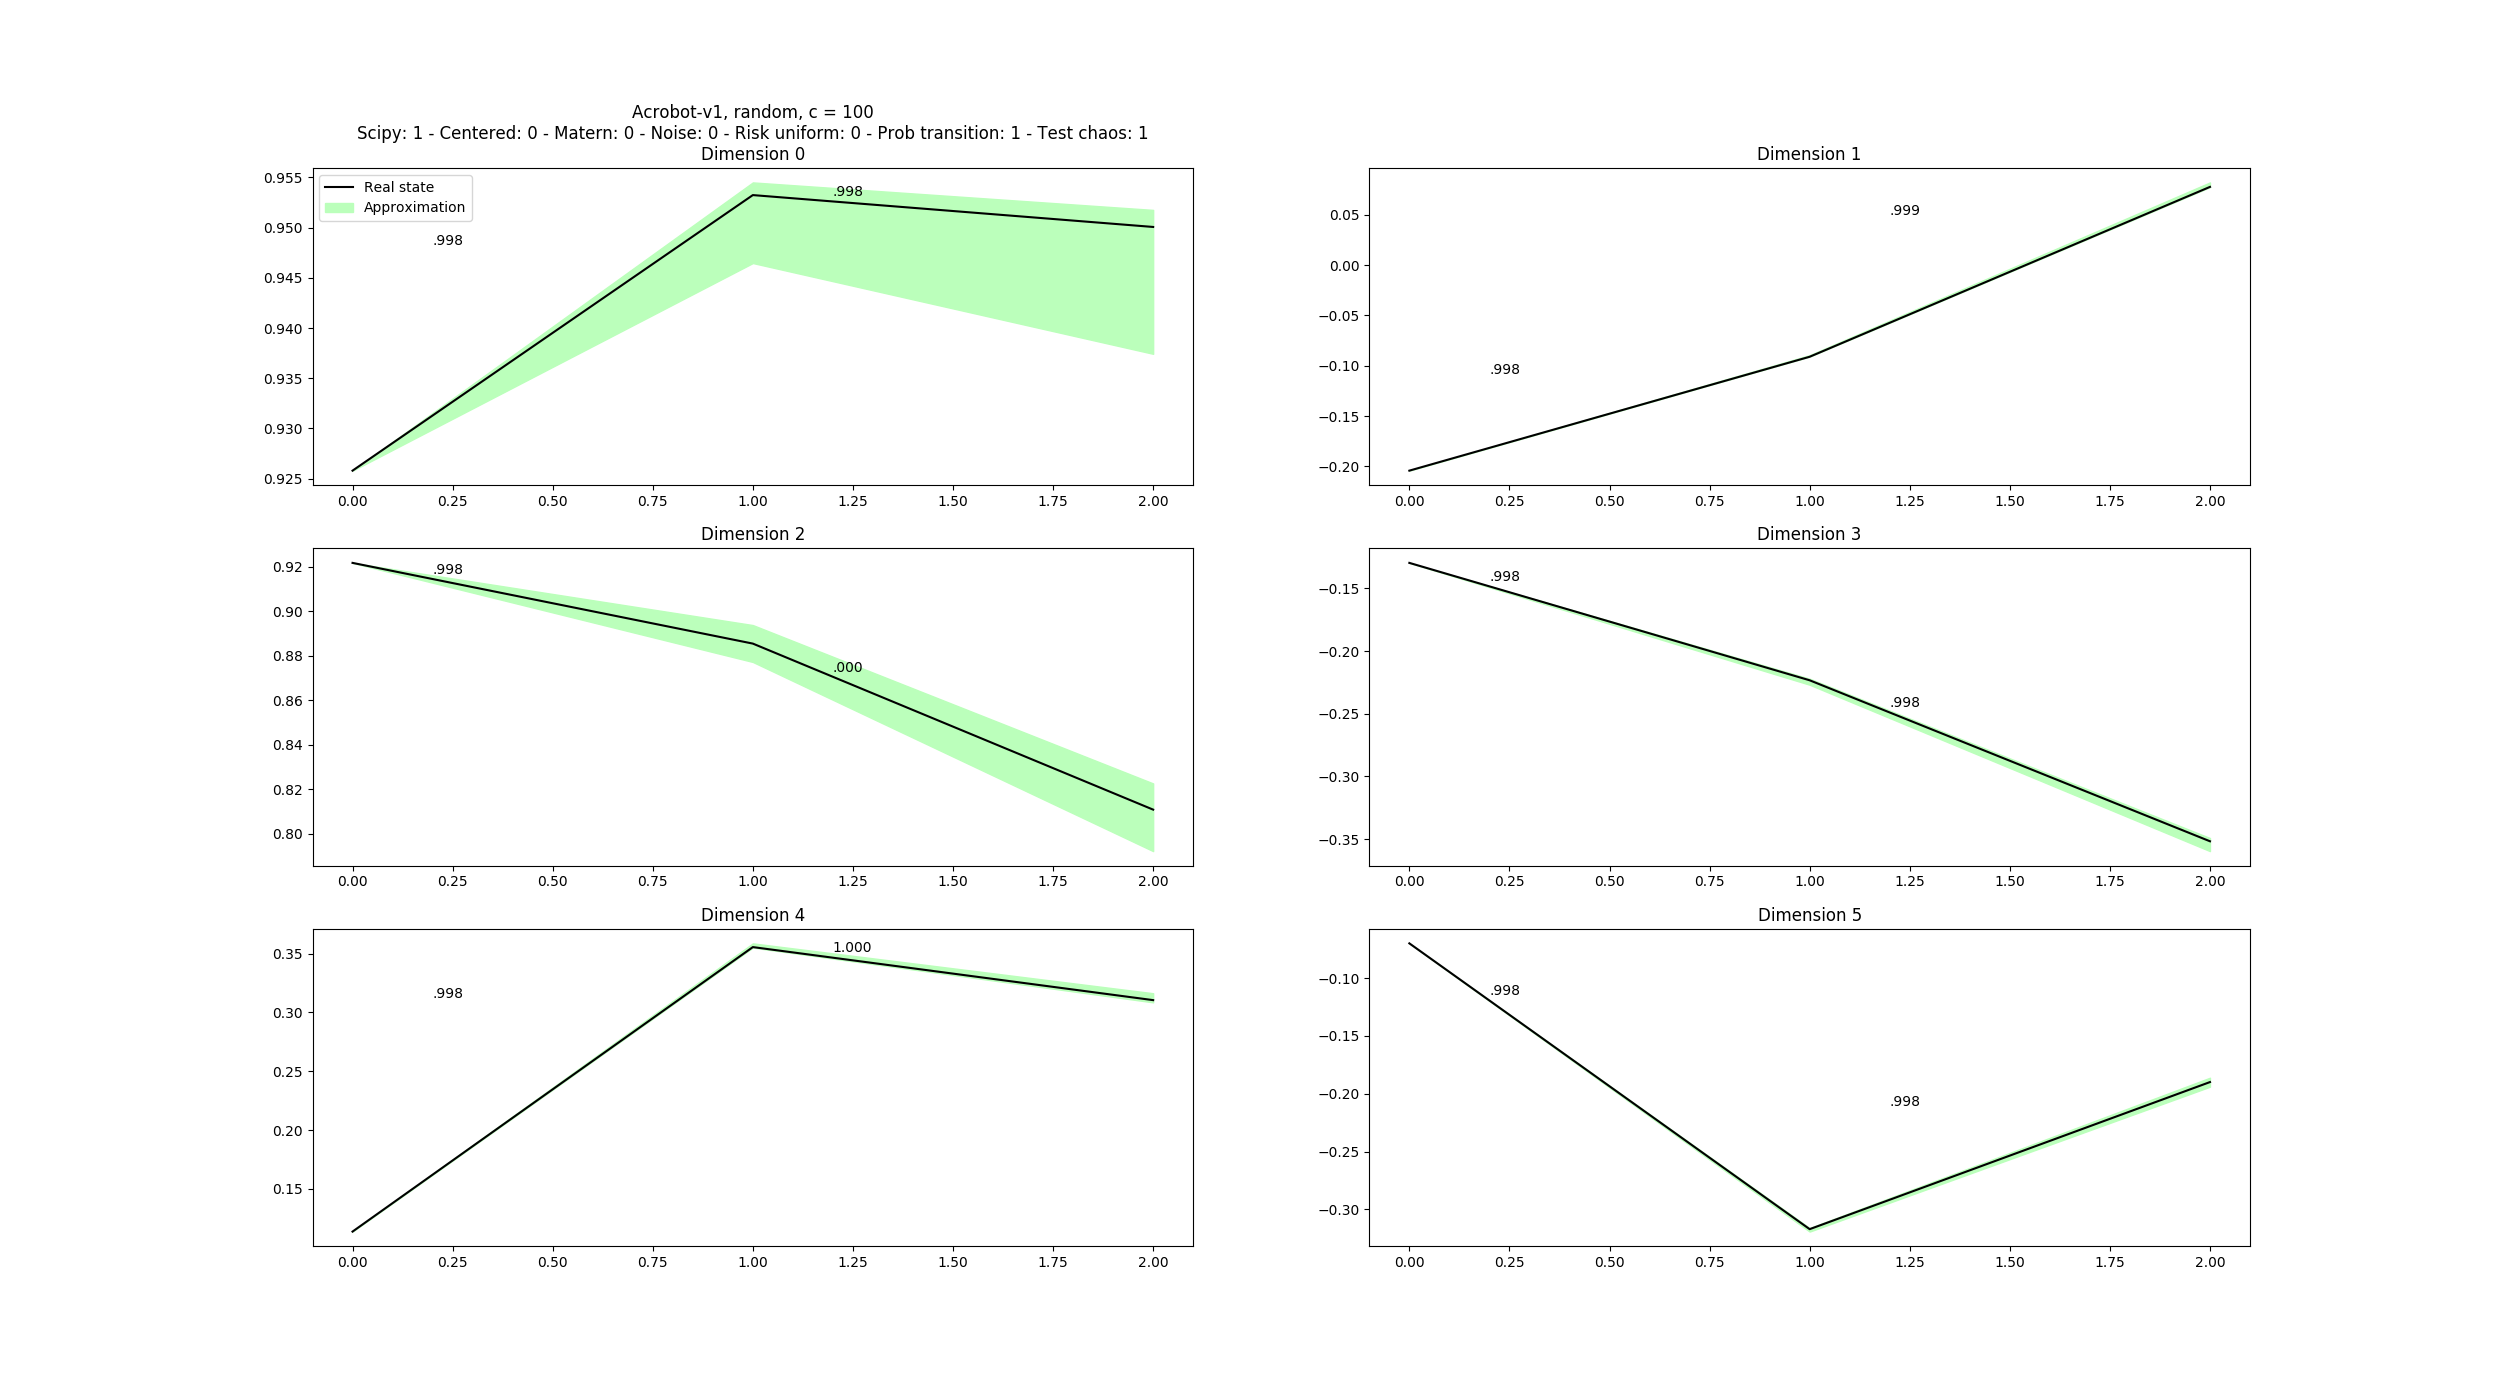 Acrobot-v1, random, c = 100
Scipy: 1 - Centered: 0 - Matern: 0 - Noise: 0 - Risk uniform: 0 - Prob transition: 1 - Test chaos: 1
Dimension 0
0.955
0.950
0.945
0.940
0.935
0.930
0.925
Real state
Approximation
.998
.998
0.00 0.25 0.50 0.75 1.00 1.25 1.50 1.75 2.00
Dimension 1
0.05
0.00
−0.05
−0.10
−0.15
−0.20
.999
.998
0.00 0.25 0.50 0.75 1.00 1.25 1.50 1.75 2.00
Dimension 2
0.92
0.90
0.88
0.86
0.84
0.82
0.80
.998
.000
0.00 0.25 0.50 0.75 1.00 1.25 1.50 1.75 2.00
Dimension 3
−0.15
−0.20
−0.25
−0.30
−0.35
.998
.998
0.00 0.25 0.50 0.75 1.00 1.25 1.50 1.75 2.00
Dimension 4
0.35
0.30
0.25
0.20
0.15
1.000
.998
0.00 0.25 0.50 0.75 1.00 1.25 1.50 1.75 2.00
Dimension 5
−0.10
−0.15
−0.20
−0.25
−0.30
.998
.998
0.00 0.25 0.50 0.75 1.00 1.25 1.50 1.75 2.00